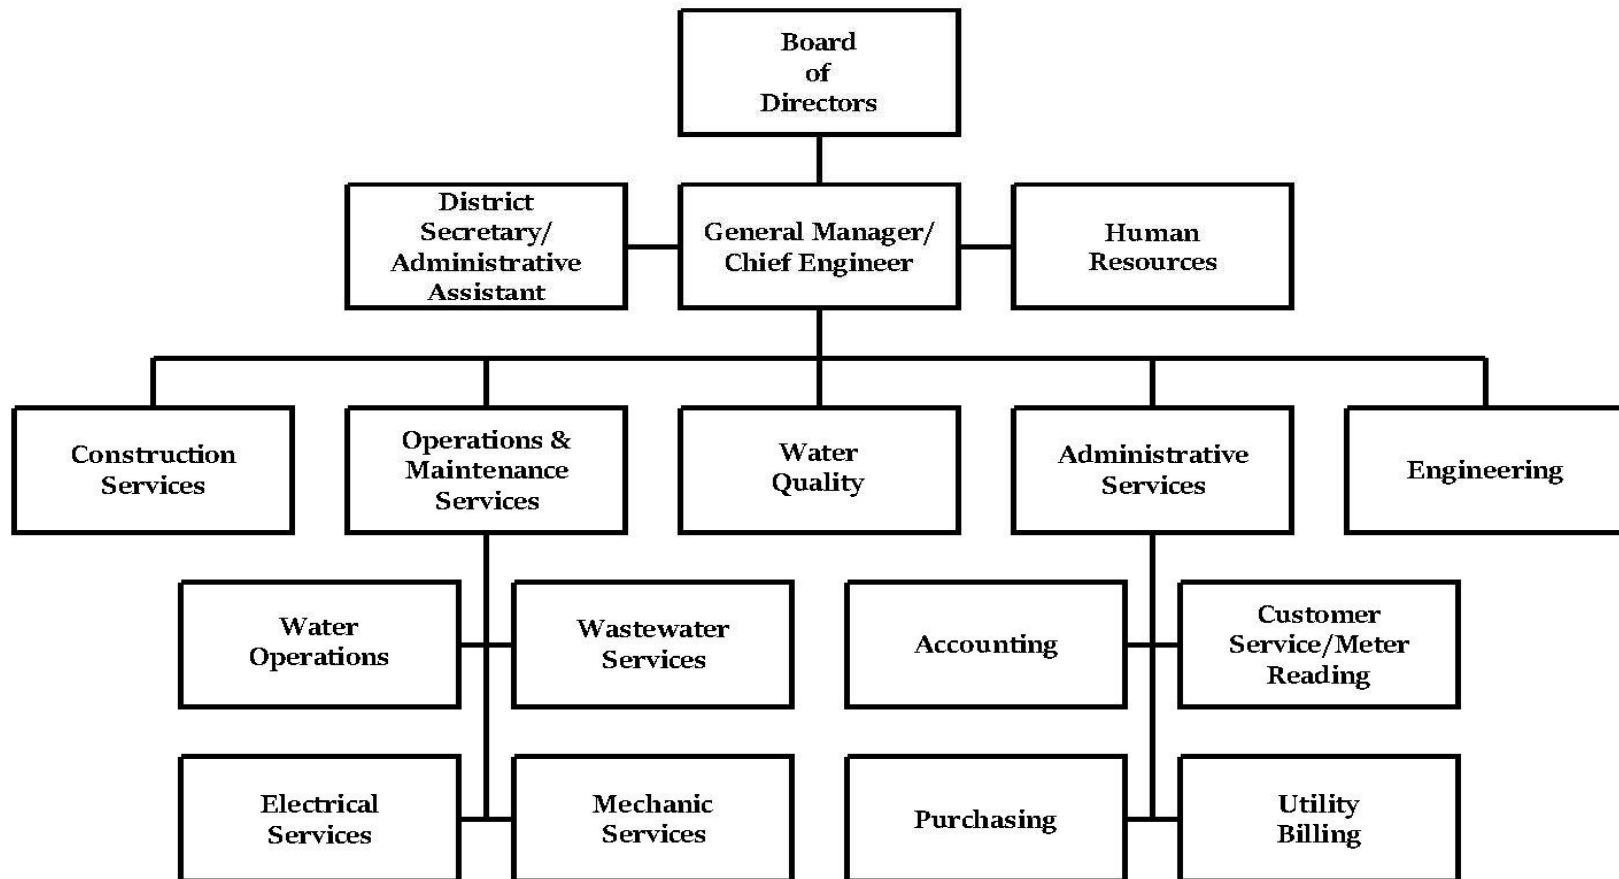 Board
of
Directors
District
Secretary/
Administrative
Assistant
General Manager/
Chief Engineer
Human
Resources
Construction
Services
Operations &
Maintenance
Services
Water
Quality
Administrative
Services
Engineering
Water
Operations
Wastewater
Services
Accounting
Customer
Service/Meter
Reading
Electrical
Services
Mechanic
Services
Purchasing
Utility
Billing